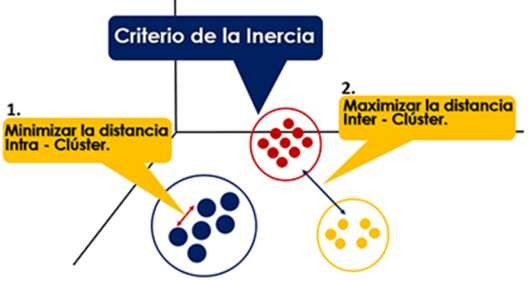 Criterio de la Inercia
1.
Minimizar la distancia
Intra - Clúster.
2.
Maximizar la distancia
Inter - Clúster.